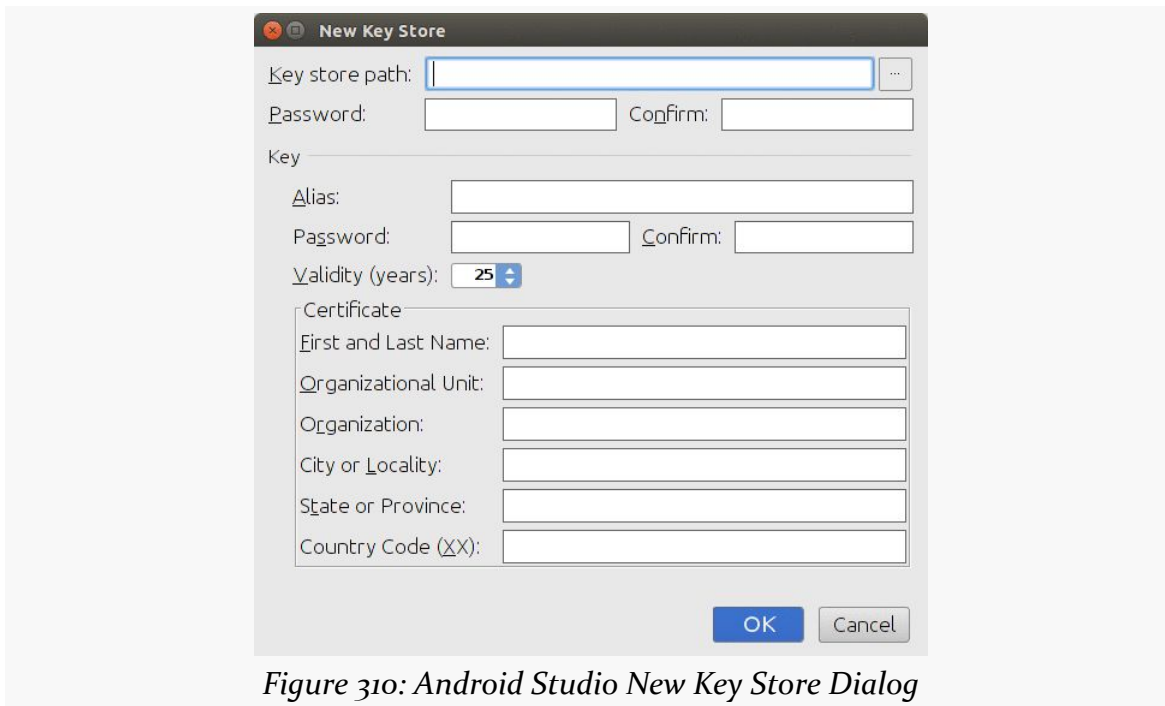 New Key Store
Key store path: ...
Password: Confirm:
Key
Alias:
Password: Confirm:
Validity (years): 25
Certificate
First and Last Name:
Organizational Unit:
Organization:
City or Locality:
State or Province:
Country Code (XX):
OK Cancel
Figure 310: Android Studio New Key Store Dialog